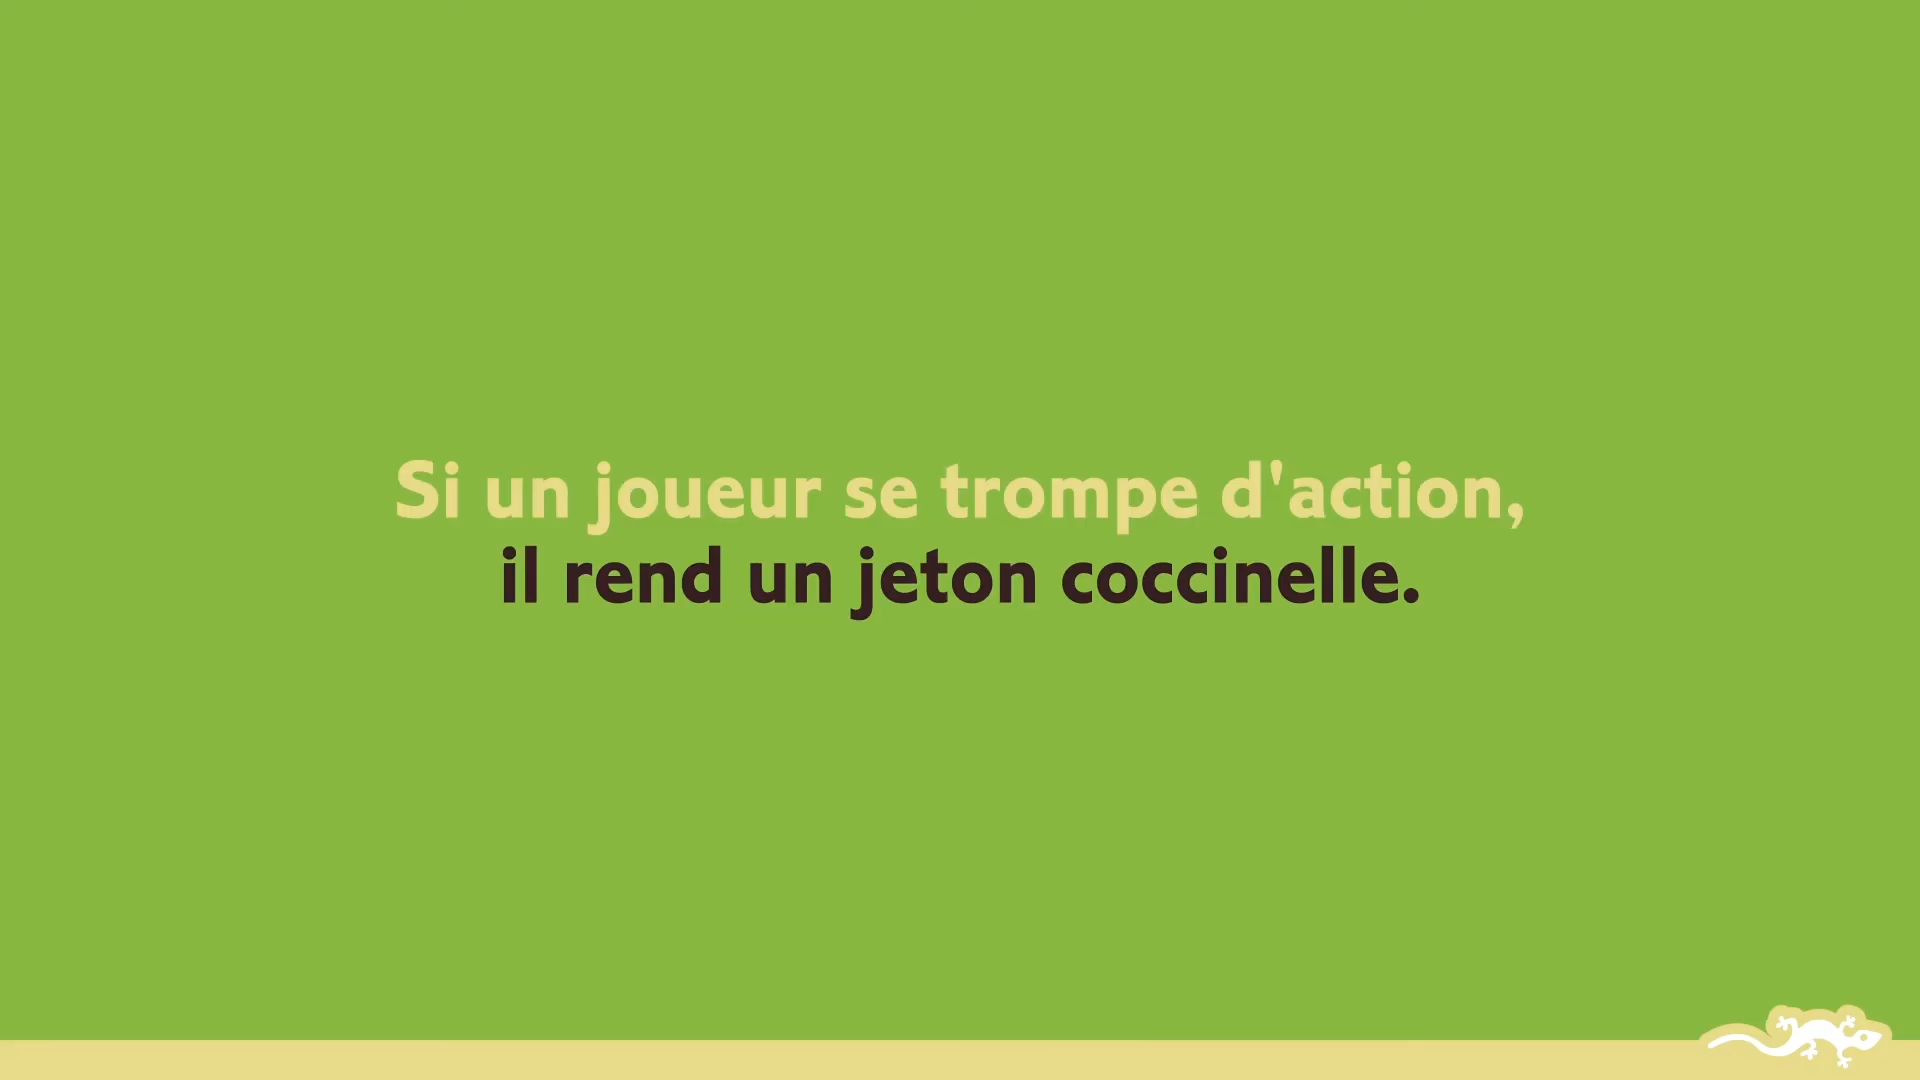 Si un joueur se trompe d'action,
il rend un jeton coccinelle.